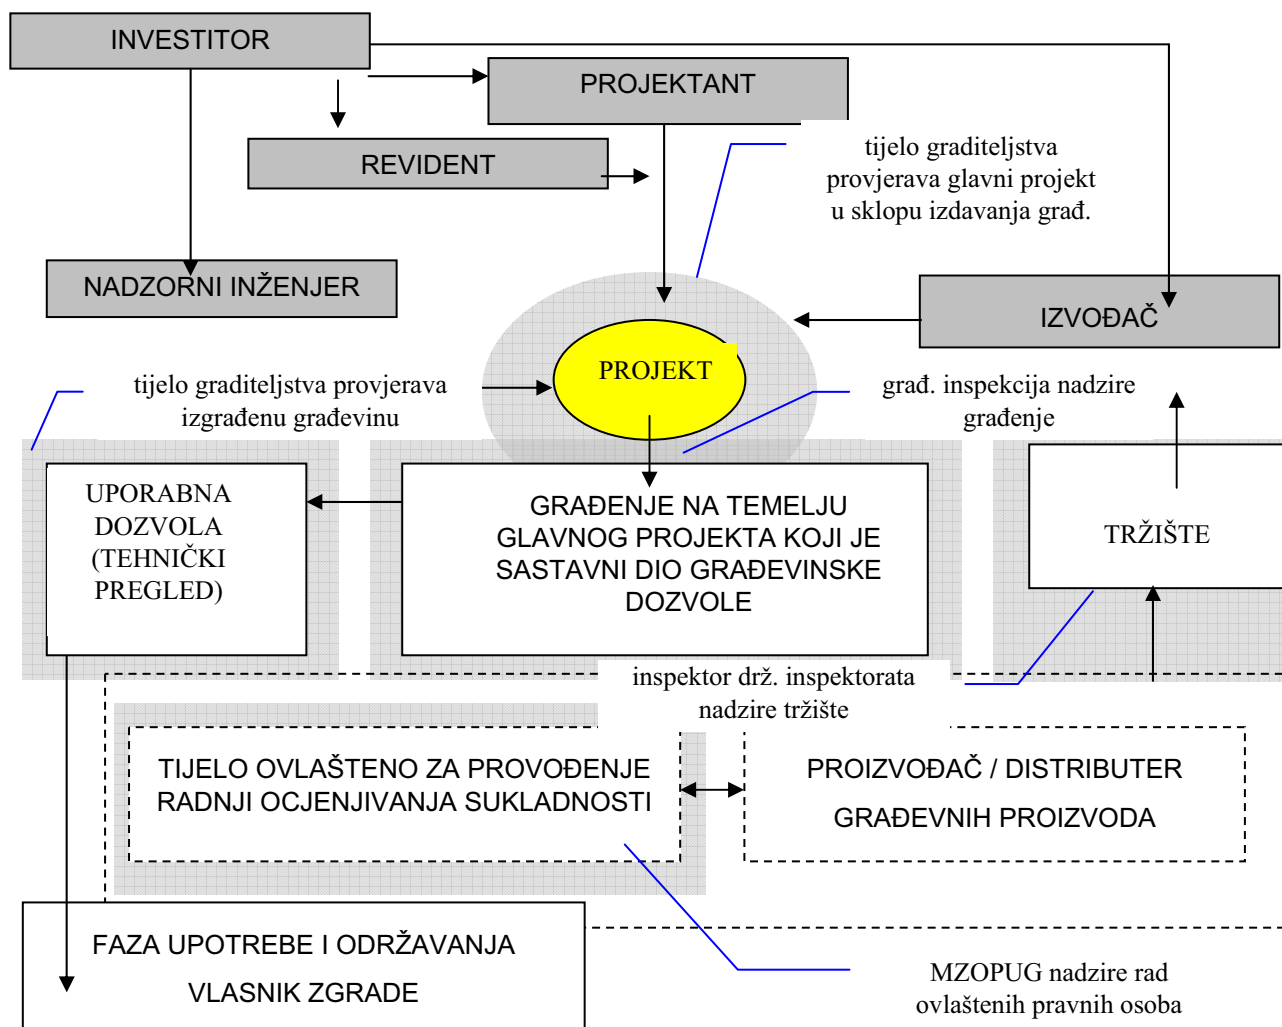 INVESTITOR
PROJEKTANT
REVIDENT
tijelo graditeljstva
provjerava glavni projekt
u sklopu izdavanja građ.
NADZORNI INŽENJER
IZVOĐAČ
PROJEKT
tijelo graditeljstva provjerava
izgrađenu građevinu
građ. inspekcija nadzire
građenje
UPORABNA
DOZVOLA
(TEHNIČKI
PREGLED)
GRAĐENJE NA TEMELJU
GLAVNOG PROJEKTA KOJI JE
SASTAVNI DIO GRAĐEVINSKE
DOZVOLE
TRŽIŠTE
inspektor drž. inspektorata
nadzire tržište
TIJELO OVLAŠTENO ZA PROVOĐENJE
RADNJI OCJENJIVANJA SUKLADNOSTI
PROIZVOĐAČ / DISTRIBUTER
GRAĐEVNIH PROIZVODA
FAZA UPOTREBE I ODRŽAVANJA
VLASNIK ZGRADE
MZOPUG nadzire rad
ovlaštenih pravnih osoba